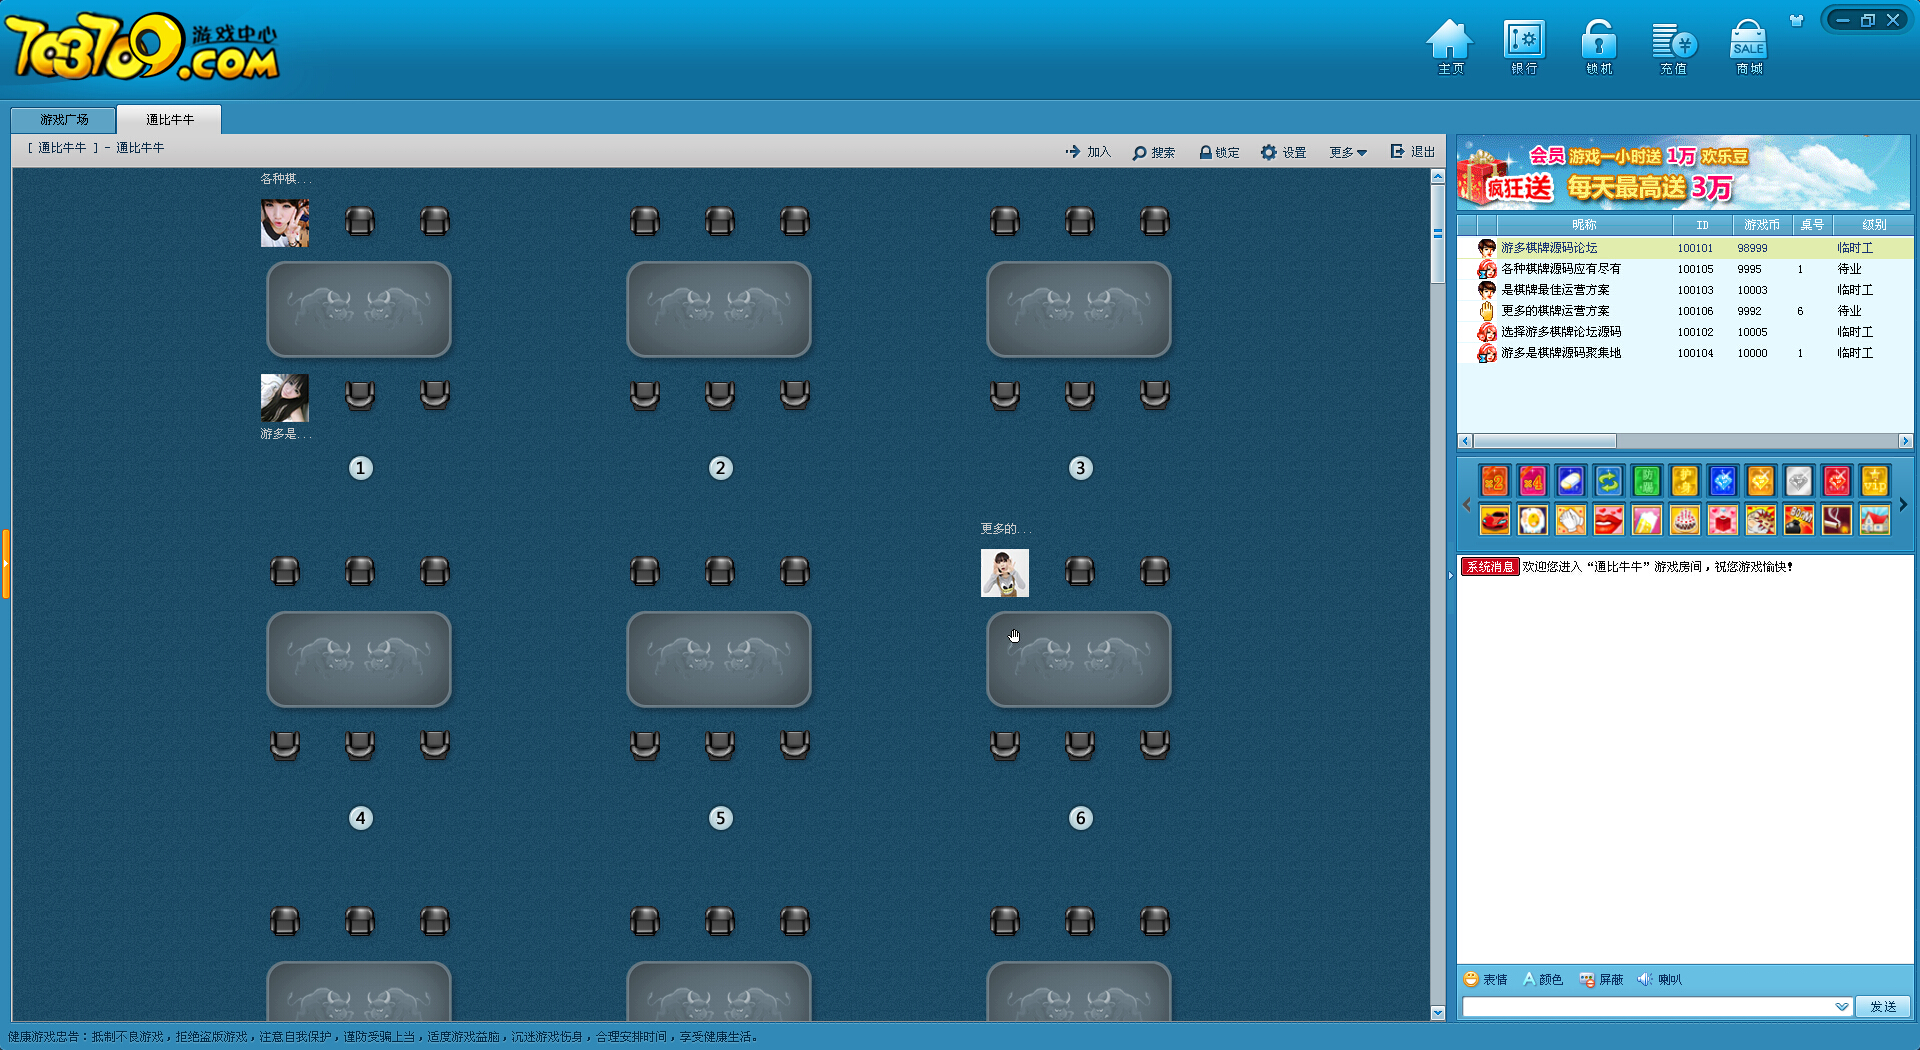 703709.COM 游戏中心
主页 银行 锁机 充值 SALE 商城
游戏广场 通比牛牛
[ 通比牛牛 ] - 通比牛牛
加入 搜索 锁定 设置 更多 退出
会员 游戏一小时送 1万 欢乐豆
疯狂送 每天最高送 3万
昵称 ID 游戏币 桌号 级别
游多棋牌源码论坛 100101 98999 临时工
各种棋牌源码应有尽有 100105 9995 1 待业
是棋牌最佳运营方案 100103 10003 临时工
更多的棋牌运营方案 100106 9992 6 待业
选择游多棋牌论坛源码 100102 10005 临时工
游多是棋牌源码聚集地 100104 10000 1 临时工
各种棋...
游多是...
1 2 3
更多的...
4 5 6
×2 ×4 防踢 护身 vip
BOOM
系统消息 欢迎您进入“通比牛牛”游戏房间，祝您游戏愉快！
表情 颜色 屏蔽 喇叭
发送
健康游戏忠告：抵制不良游戏，拒绝盗版游戏，注意自我保护，谨防受骗上当，适度游戏益脑，沉迷游戏伤身，合理安排时间，享受健康生活。